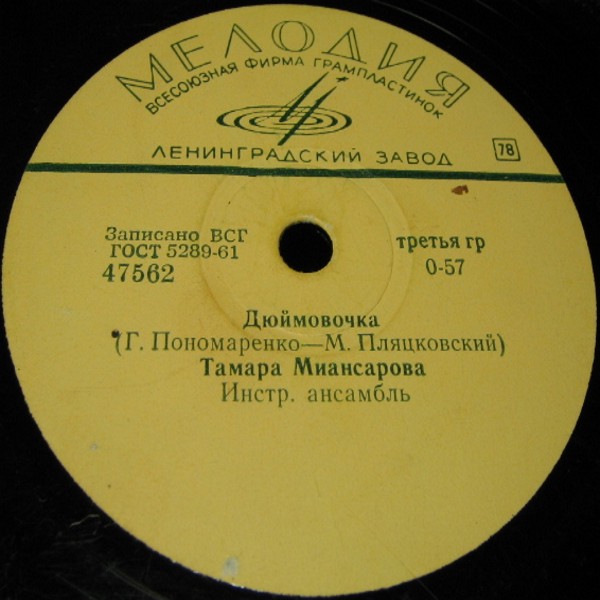 МЕЛОДИЯ
ВСЕСОЮЗНАЯ ФИРМА ГРАМПЛАСТИНОК
ЛЕНИНГРАДСКИЙ ЗАВОД 78
Записано ВСГ
ГОСТ 5289-61
47562
третья гр
0-57
Дюймовочка
(Г. Пономаренко—М. Пляцковский)
Тамара Миансарова
Инстр. ансамбль